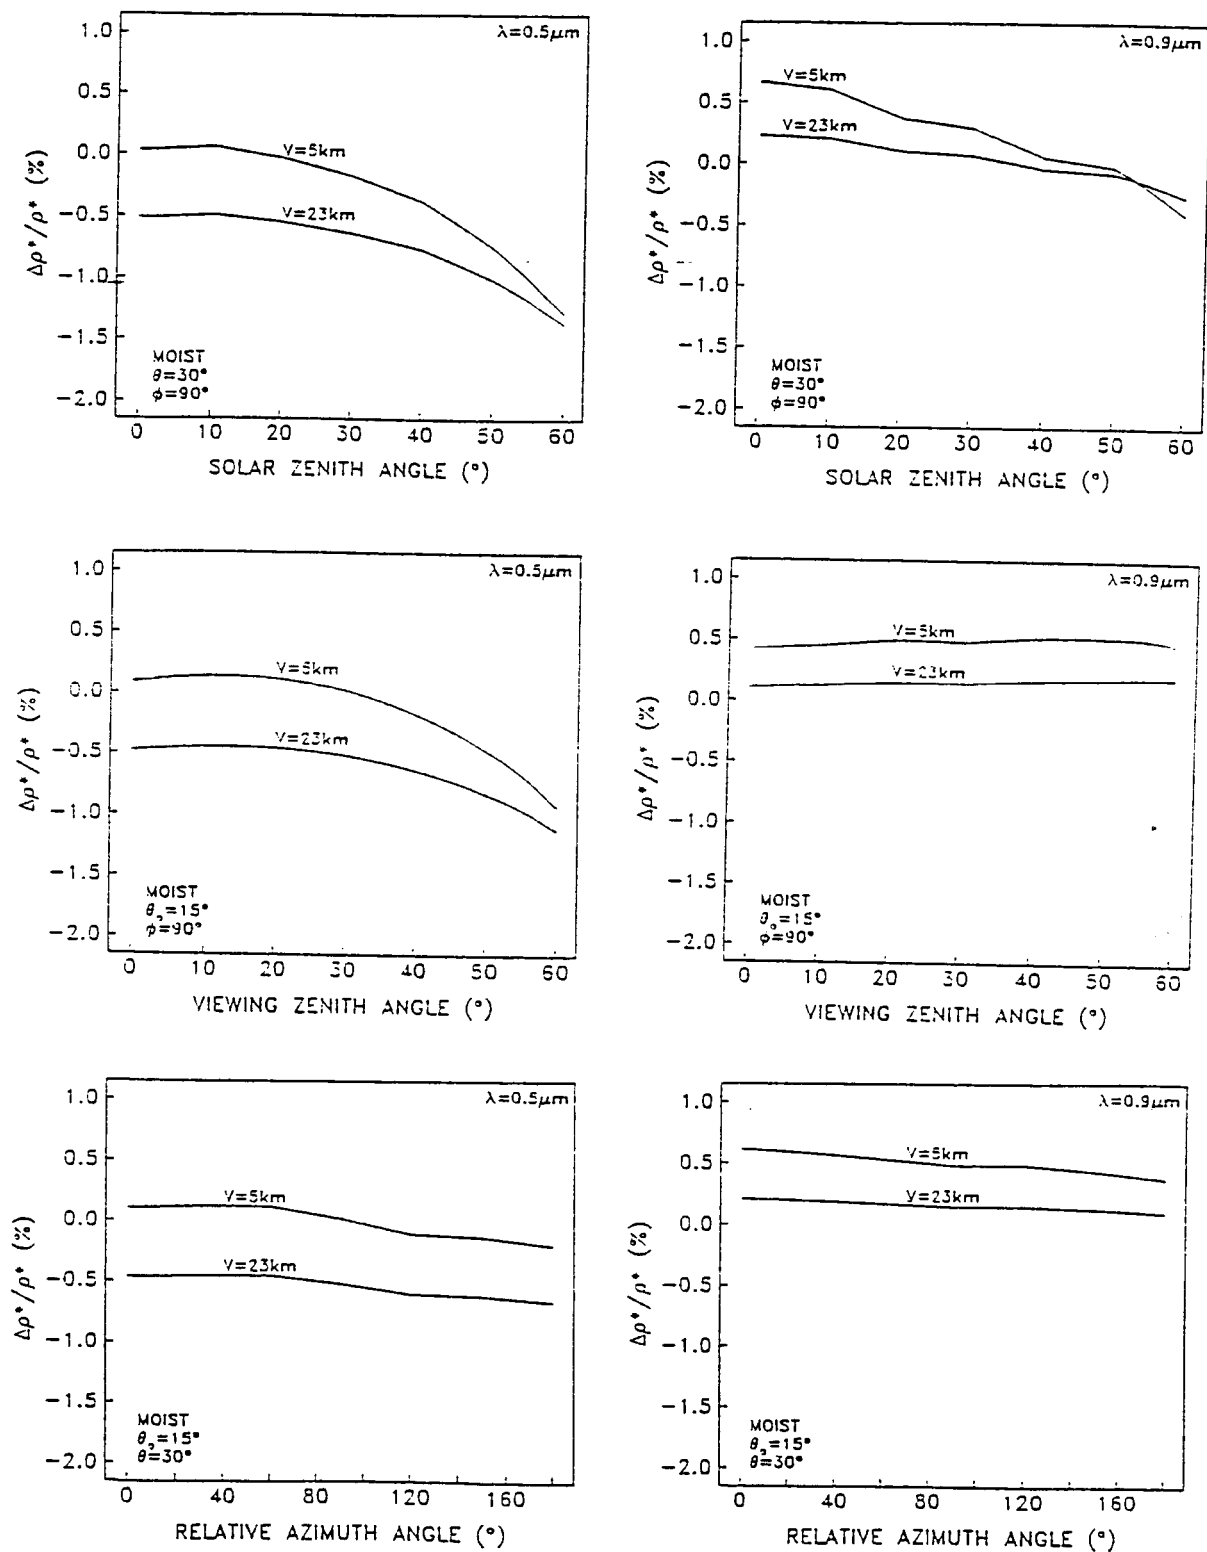 λ=0.5μm
1.0
0.5
0.0
−0.5
−1.0
−1.5
−2.0
Δρ*/ρ* (%)
V=5km
V=23km
MOIST
θ=30°
φ=90°
0 10 20 30 40 50 60
SOLAR ZENITH ANGLE (°)
λ=0.9μm
1.0
0.5
0.0
−0.5
−1.0
−1.5
−2.0
Δρ*/ρ* (%)
V=5km
V=23km
MOIST
θ=30°
φ=90°
0 10 20 30 40 50 60
SOLAR ZENITH ANGLE (°)
λ=0.5μm
1.0
0.5
0.0
−0.5
−1.0
−1.5
−2.0
Δρ*/ρ* (%)
V=5km
V=23km
MOIST
θₒ=15°
φ=90°
0 10 20 30 40 50 60
VIEWING ZENITH ANGLE (°)
λ=0.9μm
1.0
0.5
0.0
−0.5
−1.0
−1.5
−2.0
Δρ*/ρ* (%)
V=5km
V=23km
MOIST
θₒ=15°
φ=90°
0 10 20 30 40 50 60
VIEWING ZENITH ANGLE (°)
λ=0.5μm
1.0
0.5
0.0
−0.5
−1.0
−1.5
−2.0
Δρ*/ρ* (%)
V=5km
V=23km
MOIST
θₒ=15°
θ=30°
0 40 80 120 160
RELATIVE AZIMUTH ANGLE (°)
λ=0.9μm
1.0
0.5
0.0
−0.5
−1.0
−1.5
−2.0
Δρ*/ρ* (%)
V=5km
V=23km
MOIST
θₒ=15°
θ=30°
0 40 80 120 160
RELATIVE AZIMUTH ANGLE (°)